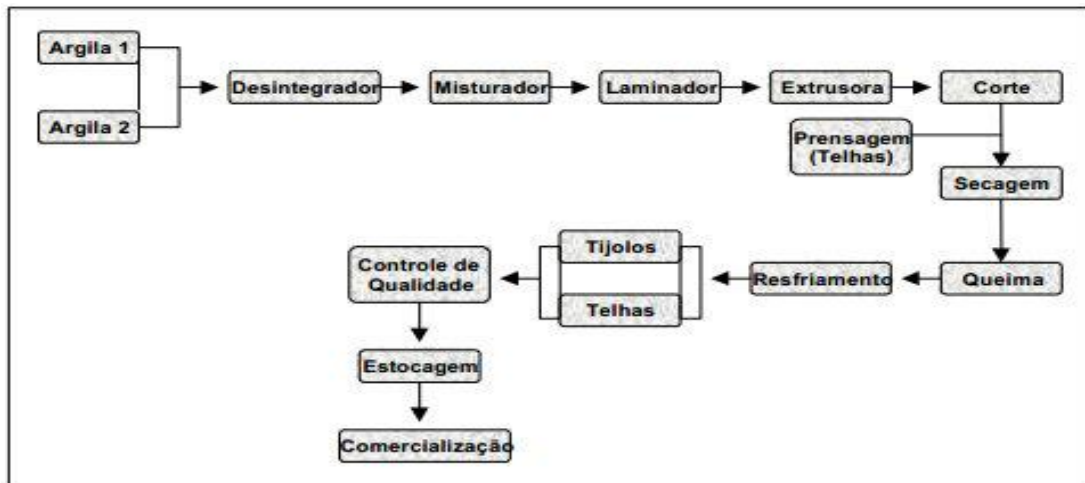 Argila 1
Argila 2
Desintegrador
Misturador
Laminador
Extrusora
Corte
Prensagem
(Telhas)
Secagem
Queima
Resfriamento
Tijolos
Telhas
Controle de
Qualidade
Estocagem
Comercialização